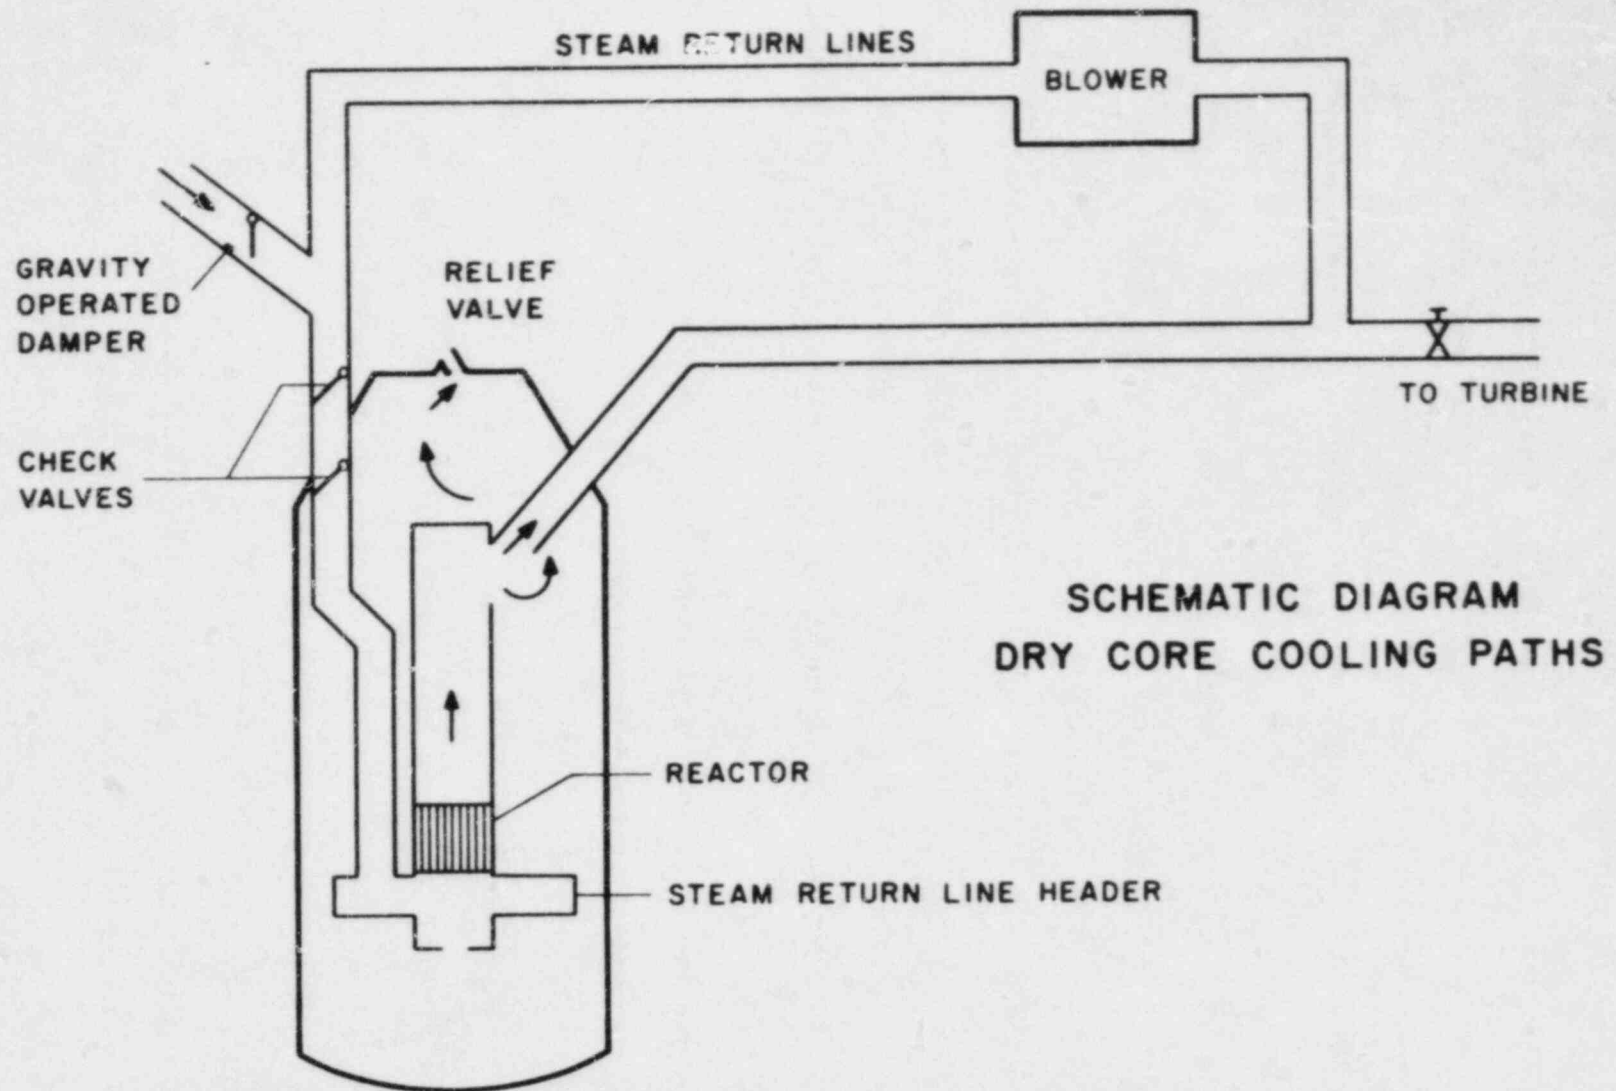 STEAM RETURN LINES
BLOWER
GRAVITY
OPERATED
DAMPER
RELIEF
VALVE
TO TURBINE
CHECK
VALVES
SCHEMATIC DIAGRAM
DRY CORE COOLING PATHS
REACTOR
STEAM RETURN LINE HEADER